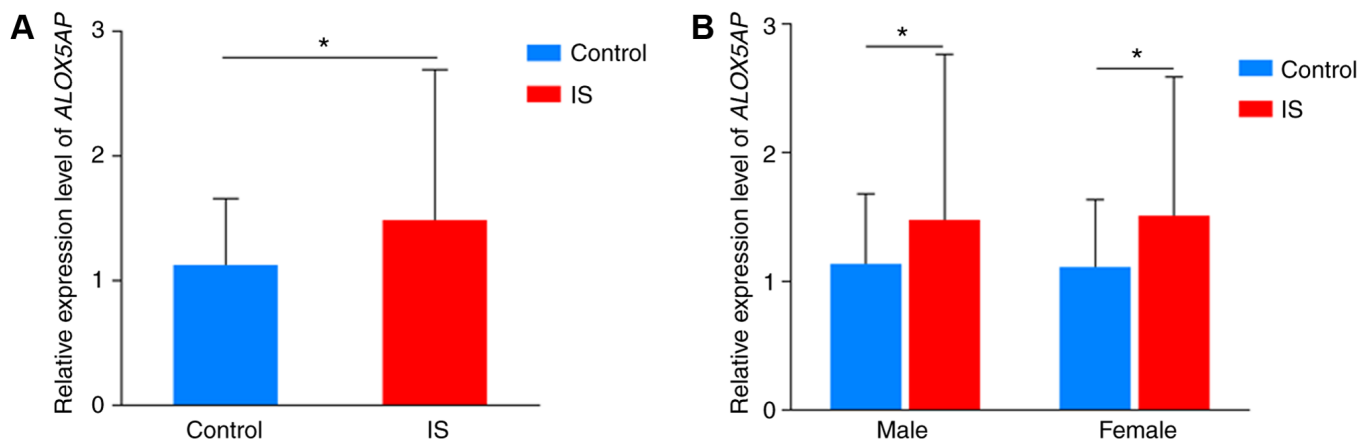 A
Relative expression level of ALOX5AP
3
2
1
0
*
Control
IS
Control
IS
B
Relative expression level of ALOX5AP
3
2
1
0
*
*
Control
IS
Male
Female